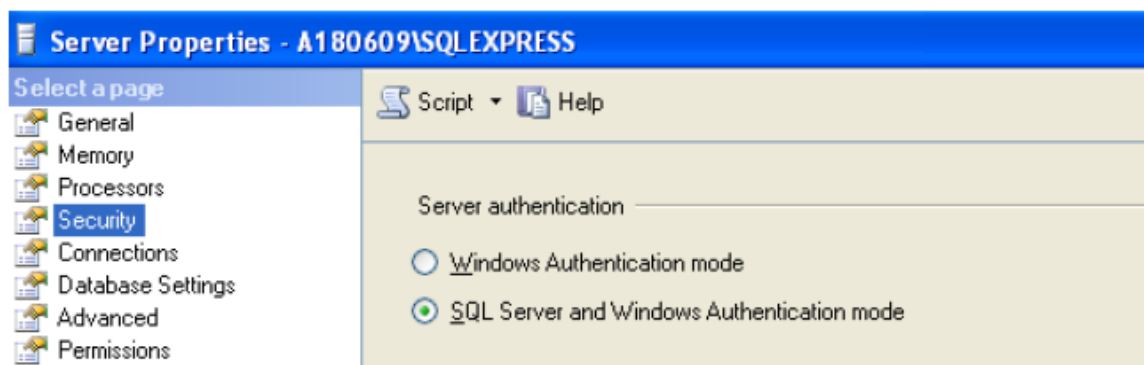 Server Properties - A180609\SQLEXPRESS
Select a page
General
Memory
Processors
Security
Connections
Database Settings
Advanced
Permissions
Script Help
Server authentication
Windows Authentication mode
SQL Server and Windows Authentication mode